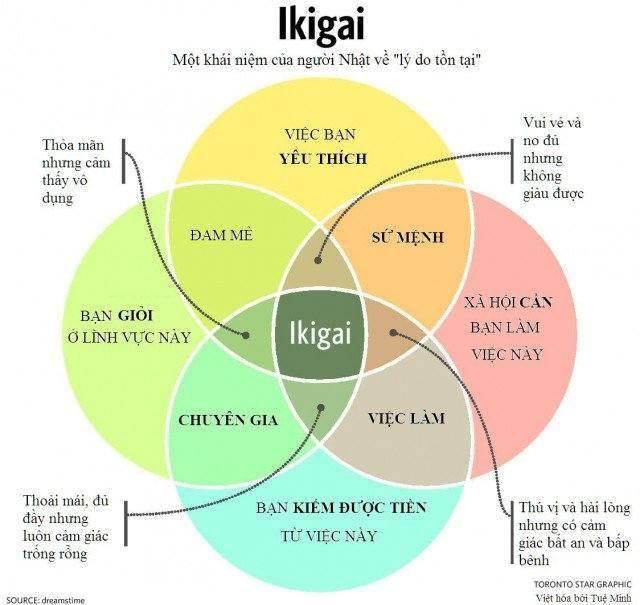 Ikigai
Một khái niệm của người Nhật về "lý do tồn tại"
VIỆC BẠN
YÊU THÍCH
Thỏa mãn
nhưng cảm
thấy vô
dụng
Vui vẻ và
no đủ
nhưng
không
giàu được
ĐAM MÊ
SỨ MỆNH
BẠN GIỎI
Ở LĨNH VỰC NÀY
Ikigai
XÃ HỘI CẦN
BẠN LÀM
VIỆC NÀY
CHUYÊN GIA
VIỆC LÀM
Thoải mái, đủ
đầy nhưng
luôn cảm giác
trống rỗng
BẠN KIẾM ĐƯỢC TIỀN
TỪ VIỆC NÀY
Thú vị và hài lòng
nhưng có cảm
giác bất an và bấp
bênh
TORONTO STAR GRAPHIC
SOURCE: dreamstime
Việt hóa bởi Tuệ Minh